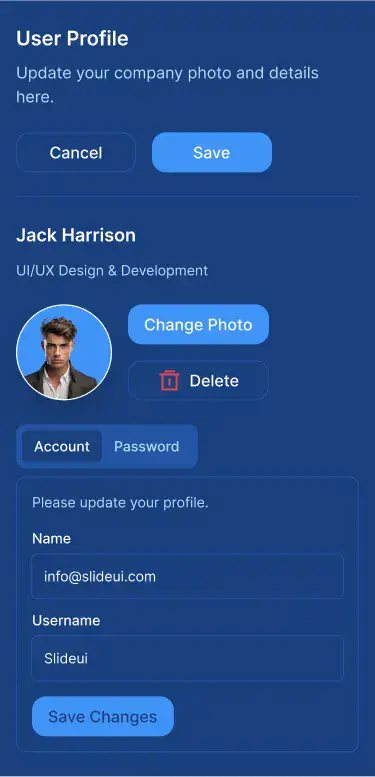 User Profile
Update your company photo and details
here.
Cancel
Save
Jack Harrison
UI/UX Design & Development
Change Photo
Delete
Account
Password
Please update your profile.
Name
info@slideui.com
Username
Slideui
Save Changes